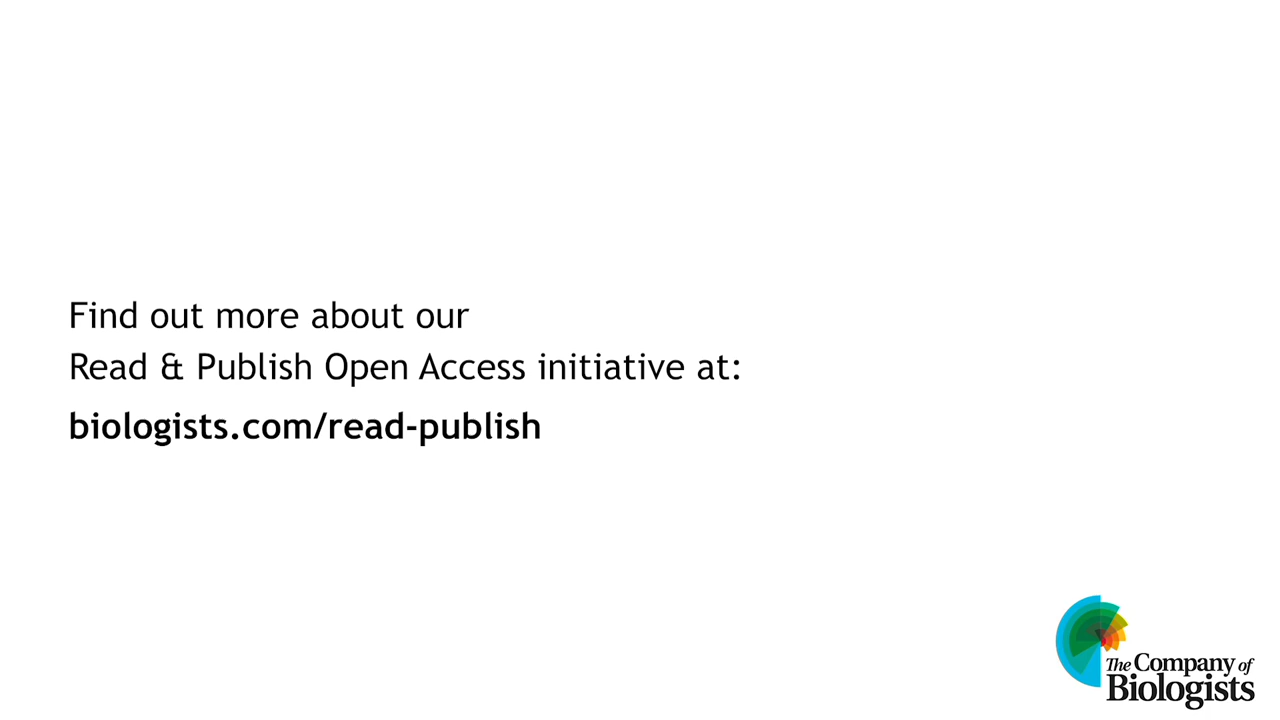 Find out more about our
Read & Publish Open Access initiative at:
biologists.com/read-publish
The Company of
Biologists